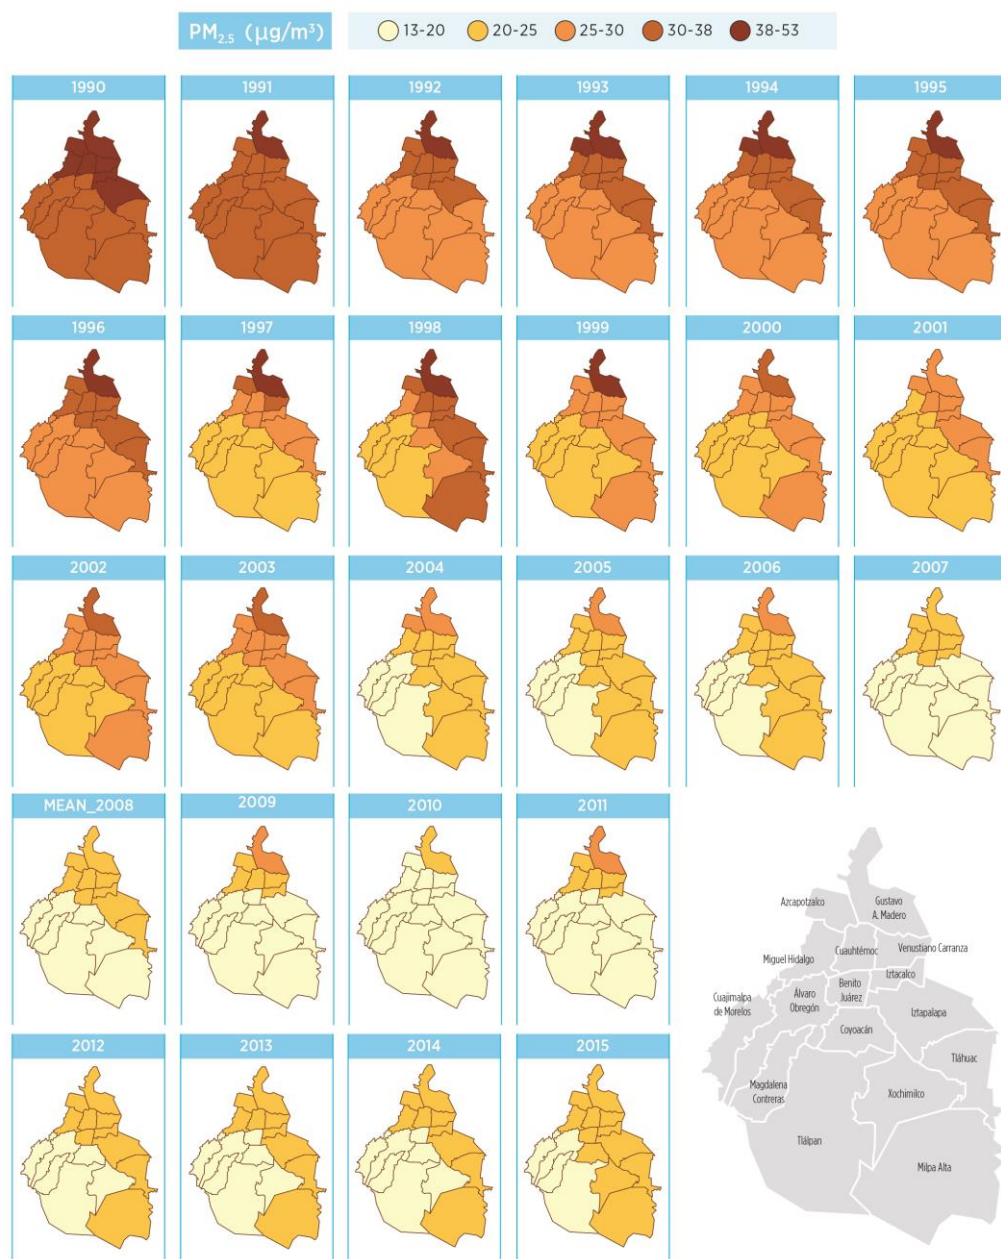 PM2.5 (μg/m³)
13-20
20-25
25-30
30-38
38-53
1990
1991
1992
1993
1994
1995
1996
1997
1998
1999
2000
2001
2002
2003
2004
2005
2006
2007
MEAN_2008
2009
2010
2011
Azcapotzalco
Gustavo
A. Madero
Miguel Hidalgo
Cuauhtémoc
Venustiano Carranza
Iztacalco
Cuajimalpa
de Morelos
Álvaro
Obregón
Benito
Juárez
Iztapalapa
Coyoacán
Tláhuac
Magdalena
Contreras
Xochimilco
Tlálpan
Milpa Alta
2012
2013
2014
2015